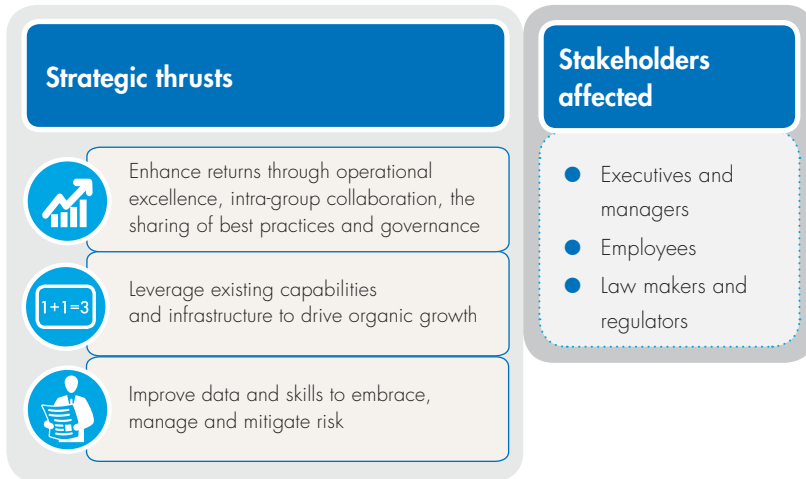 Strategic thrusts
Enhance returns through operational
excellence, intra-group collaboration, the
sharing of best practices and governance
1+1=3
Leverage existing capabilities
and infrastructure to drive organic growth
Improve data and skills to embrace,
manage and mitigate risk
Stakeholders
affected
● Executives and
managers
● Employees
● Law makers and
regulators